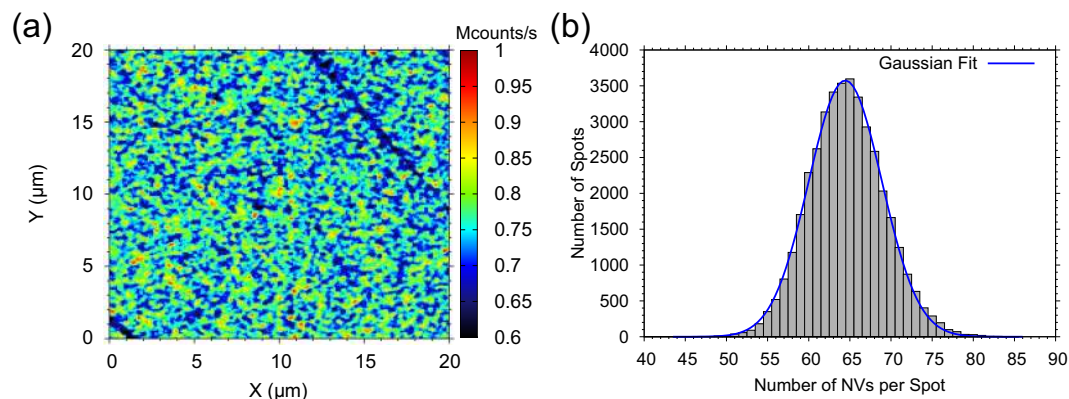 (a)
Mcounts/s
20
15
10
5
0
Y (μm)
0 5 10 15 20
X (μm)
1
0.95
0.9
0.85
0.8
0.75
0.7
0.65
0.6
(b)
Gaussian Fit
4000
3500
3000
2500
2000
1500
1000
500
0
Number of Spots
40 45 50 55 60 65 70 75 80 85 90
Number of NVs per Spot